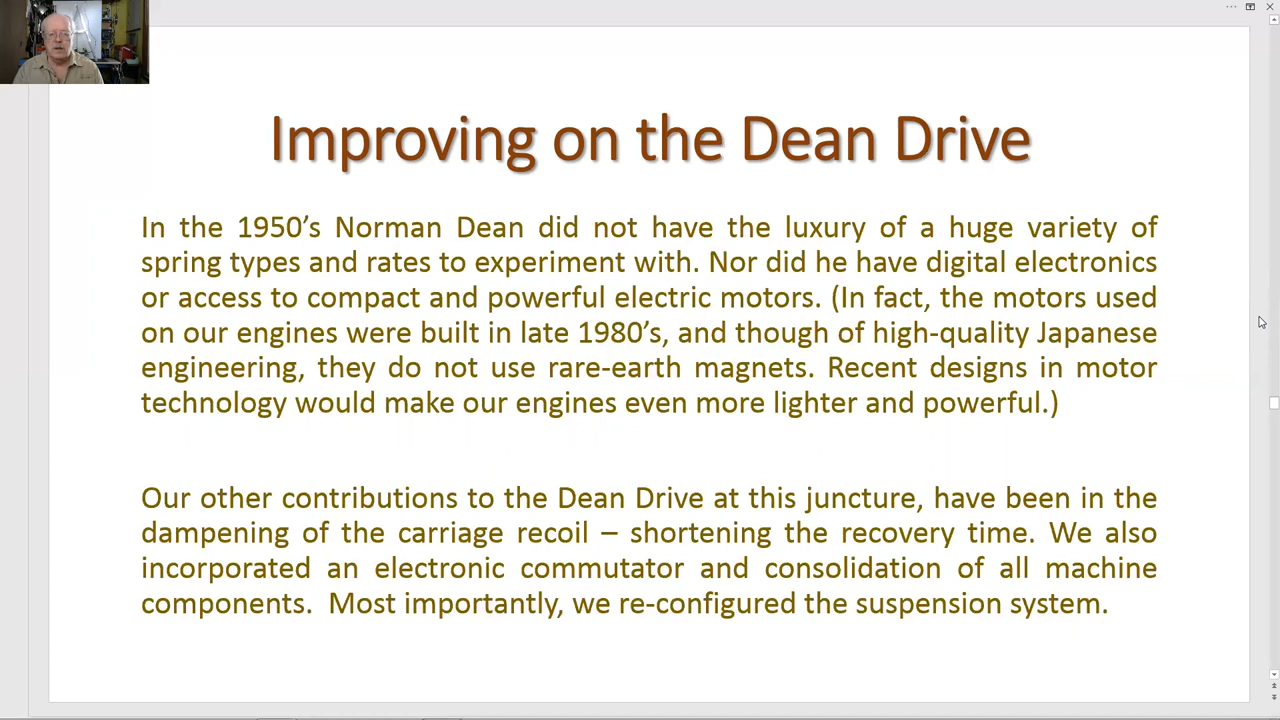 Improving on the Dean Drive
In the 1950's Norman Dean did not have the luxury of a huge variety of
spring types and rates to experiment with. Nor did he have digital electronics
or access to compact and powerful electric motors. (In fact, the motors used
on our engines were built in late 1980's, and though of high-quality Japanese
engineering, they do not use rare-earth magnets. Recent designs in motor
technology would make our engines even more lighter and powerful.)
Our other contributions to the Dean Drive at this juncture, have been in the
dampening of the carriage recoil – shortening the recovery time. We also
incorporated an electronic commutator and consolidation of all machine
components.  Most importantly, we re-configured the suspension system.